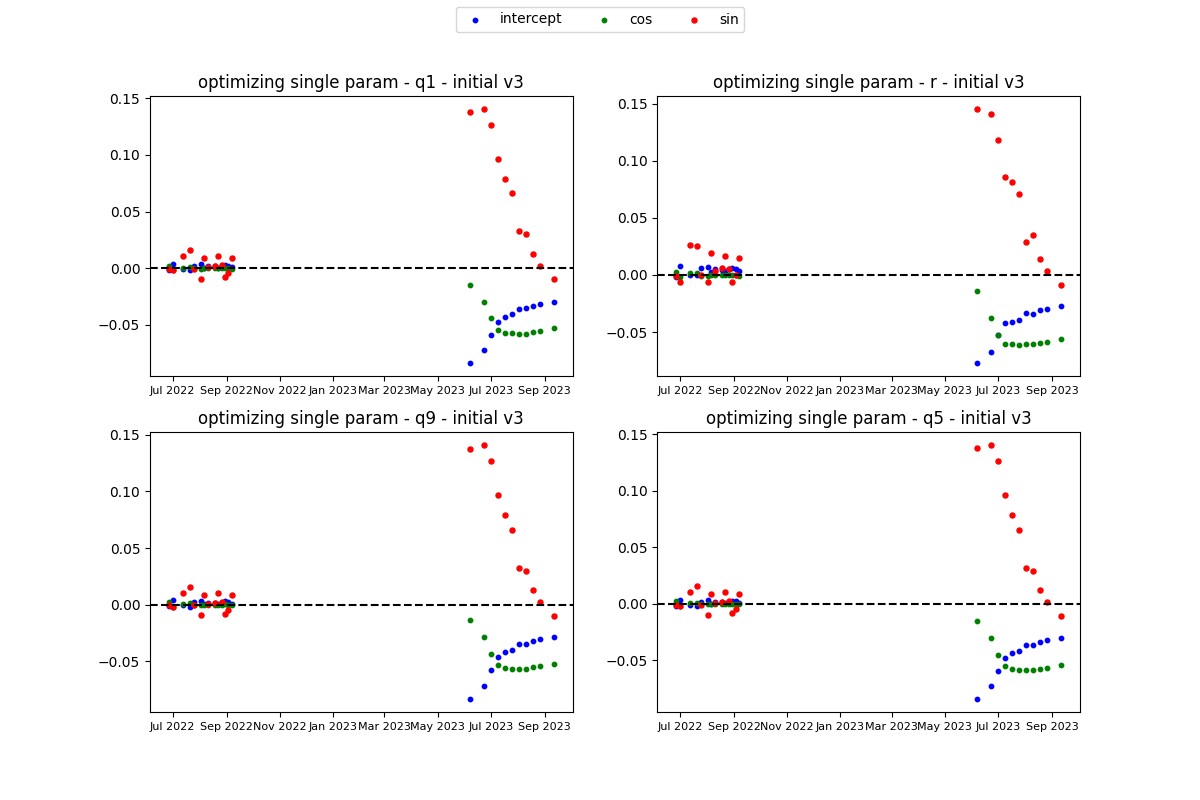 intercept cos sin
optimizing single param - q1 - initial v3
0.15
0.10
0.05
0.00
−0.05
Jul 2022 Sep 2022 Nov 2022 Jan 2023 Mar 2023 May 2023 Jul 2023 Sep 2023
optimizing single param - r - initial v3
0.15
0.10
0.05
0.00
−0.05
Jul 2022 Sep 2022 Nov 2022 Jan 2023 Mar 2023 May 2023 Jul 2023 Sep 2023
optimizing single param - q9 - initial v3
0.15
0.10
0.05
0.00
−0.05
Jul 2022 Sep 2022 Nov 2022 Jan 2023 Mar 2023 May 2023 Jul 2023 Sep 2023
optimizing single param - q5 - initial v3
0.15
0.10
0.05
0.00
−0.05
Jul 2022 Sep 2022 Nov 2022 Jan 2023 Mar 2023 May 2023 Jul 2023 Sep 2023